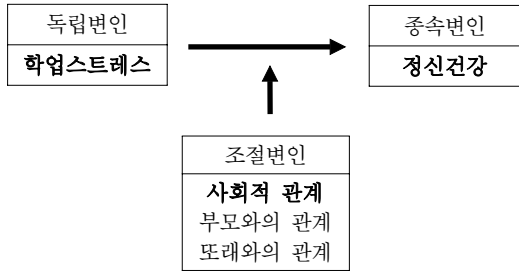 독립변인
학업스트레스
종속변인
정신건강
조절변인
사회적 관계
부모와의 관계
또래와의 관계